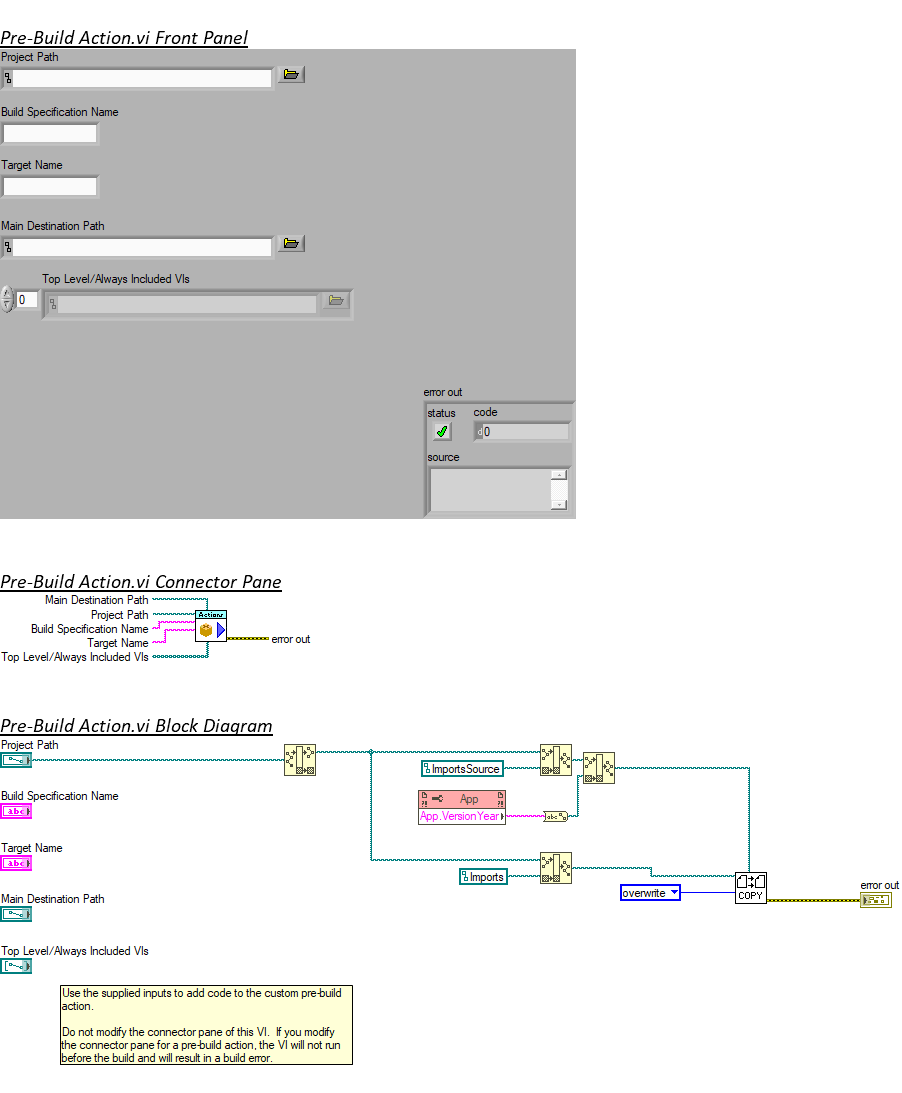 Pre-Build Action.vi Front Panel
Project Path
Build Specification Name
Target Name
Main Destination Path
Top Level/Always Included VIs
0
error out
status code
0
source
Pre-Build Action.vi Connector Pane
Main Destination Path
Project Path
Build Specification Name
Target Name
Top Level/Always Included VIs
Actions
error out
Pre-Build Action.vi Block Diagram
Project Path
ImportsSource
Build Specification Name
App
App.VersionYear
abc
abc
Target Name
abc
Imports
overwrite
COPY
error out
Main Destination Path
Top Level/Always Included VIs
Use the supplied inputs to add code to the custom pre-build
action.
Do not modify the connector pane of this VI. If you modify
the connector pane for a pre-build action, the VI will not run
before the build and will result in a build error.